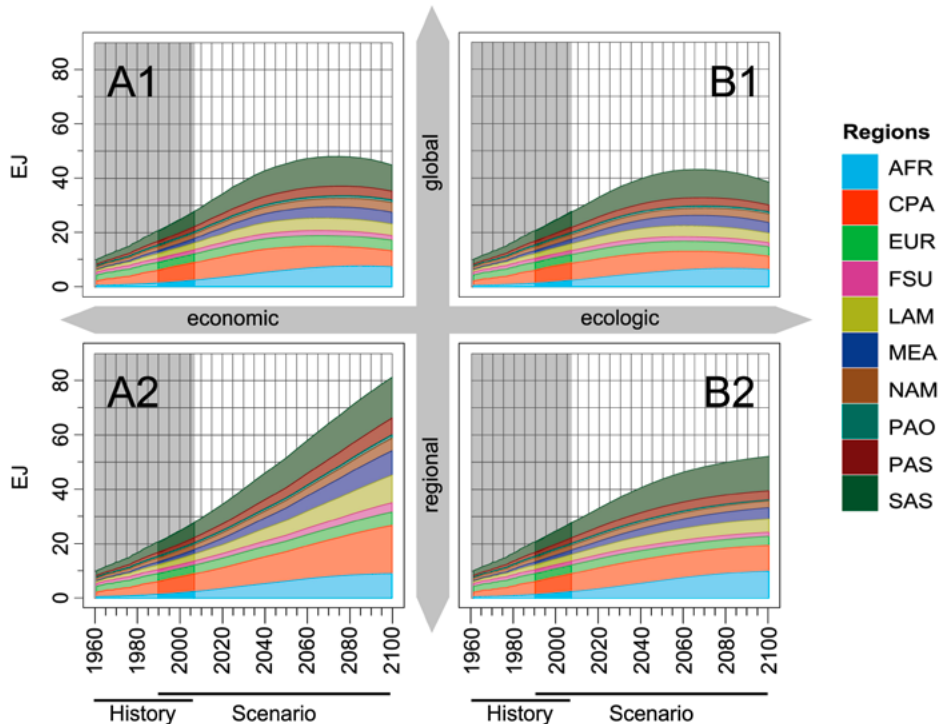 A1
B1
EJ
80
60
40
20
0
global
Regions
AFR
CPA
EUR
FSU
LAM
MEA
NAM
PAO
PAS
SAS
economic
ecologic
A2
B2
EJ
80
60
40
20
0
regional
1960 1980 2000 2020 2040 2060 2080 2100 1960 1980 2000 2020 2040 2060 2080 2100
History Scenario History Scenario